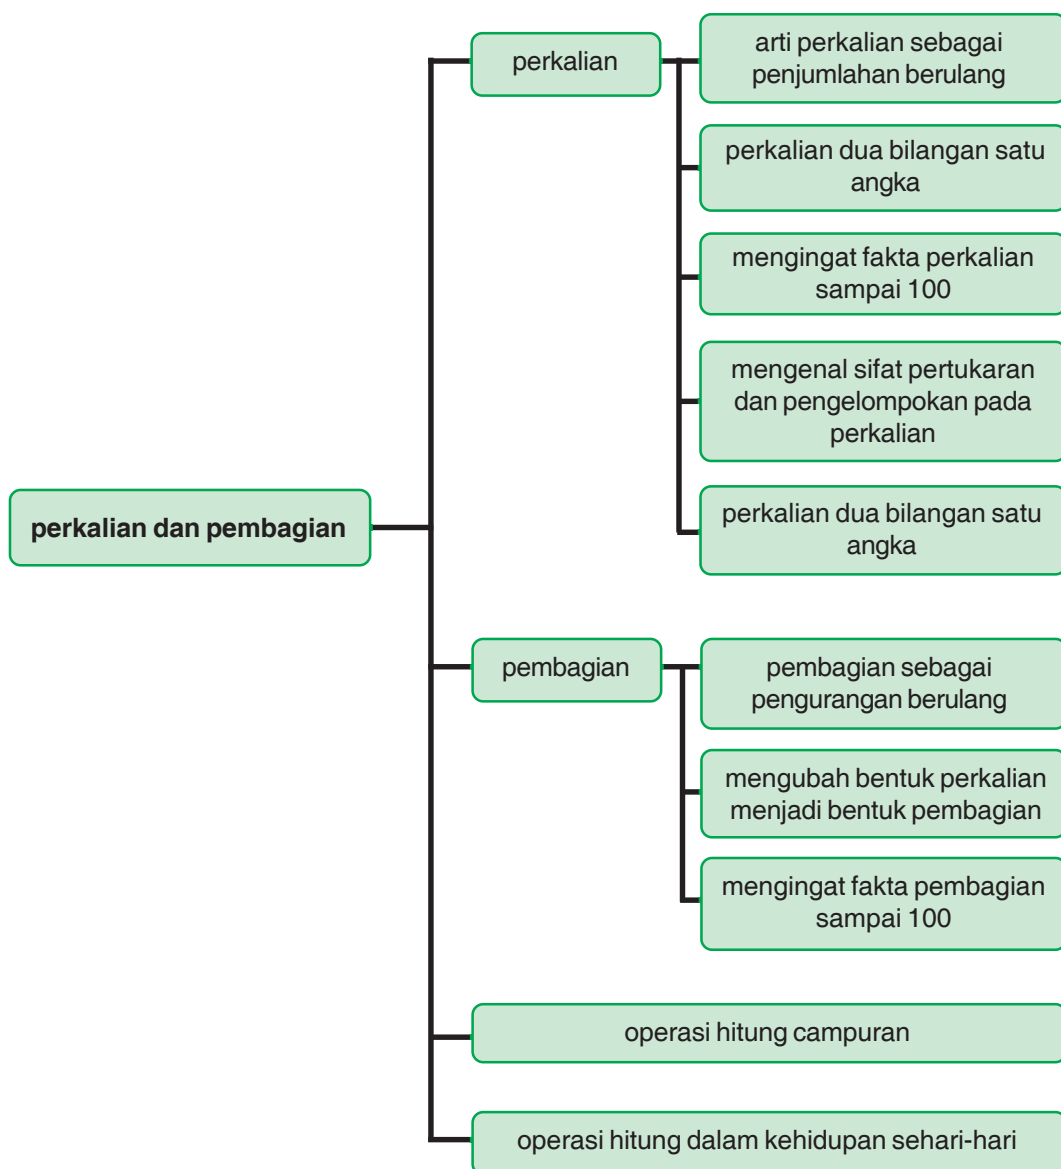 perkalian
arti perkalian sebagai
penjumlahan berulang
perkalian dua bilangan satu
angka
mengingat fakta perkalian
sampai 100
mengenal sifat pertukaran
dan pengelompokan pada
perkalian
perkalian dua bilangan satu
angka
perkalian dan pembagian
pembagian
pembagian sebagai
pengurangan berulang
mengubah bentuk perkalian
menjadi bentuk pembagian
mengingat fakta pembagian
sampai 100
operasi hitung campuran
operasi hitung dalam kehidupan sehari-hari